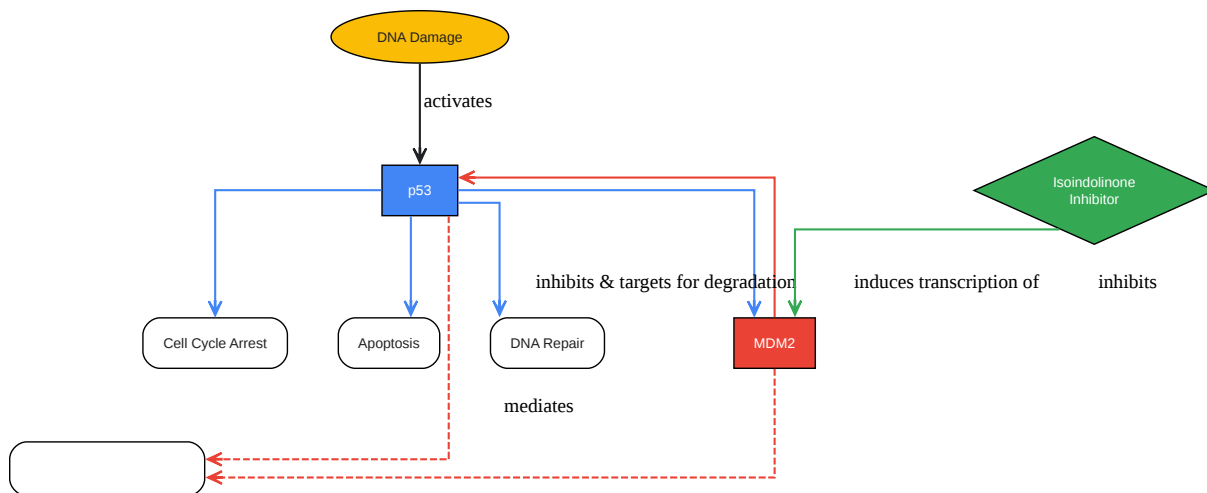 DNA Damage
activates
p53
Isoindolinone
Inhibitor
inhibits & targets for degradation
induces transcription of
inhibits
Cell Cycle Arrest
Apoptosis
DNA Repair
MDM2
mediates